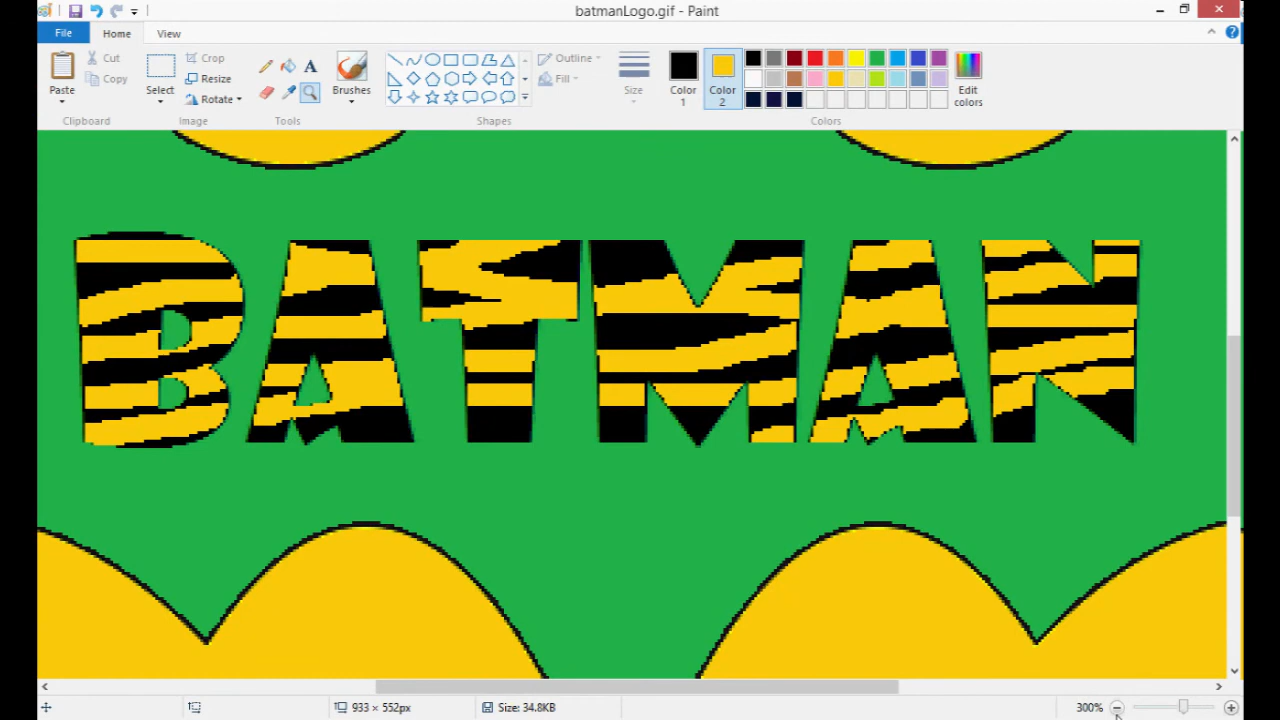 batmanLogo.gif - Paint
File Home View
Paste Cut Copy Clipboard
Select Crop Resize Rotate Image
A Tools
Brushes
Outline Fill Shapes
Size
Color 1 Color 2 Edit colors Colors
BATMAN
933 × 552px Size: 34.8KB 300%